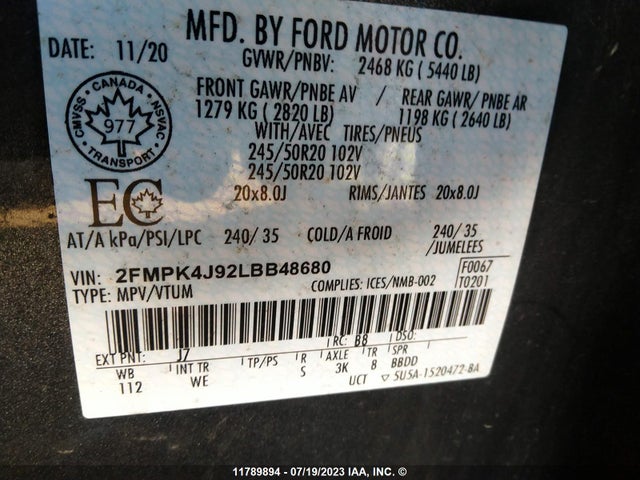 MFD. BY FORD MOTOR CO.
DATE: 11/20
GVWR/PNBV: 2468 KG ( 5440 LB)
FRONT GAWR/PNBE AV / REAR GAWR/ PNBE AR
1279 KG ( 2820 LB) 1198 KG ( 2640 LB)
WITH/AVEC TIRES/PNEUS
245/50R20 102V
245/50R20 102V
20x8.0J RIMS/JANTES 20x8.0J
CANADA
CMVSS NSVAC
977
TRANSPORT
EC
AT/A kPa/PSI/LPC 240/ 35 COLD/A FROID 240/ 35
/JUMELEES
VIN: 2FMPK4J92LBB48680
TYPE: MPV/VTUM COMPLIES: ICES/NMB-002
F0067
T0201
EXT PNT: J7 RC: BB DSO:
WB INT TR TP/PS R AXLE TR SPR
112 WE S 3K 8 BBDD
UCT ▽ 5U5A-1520472-8A
11789894 - 07/19/2023 IAA, INC. ©